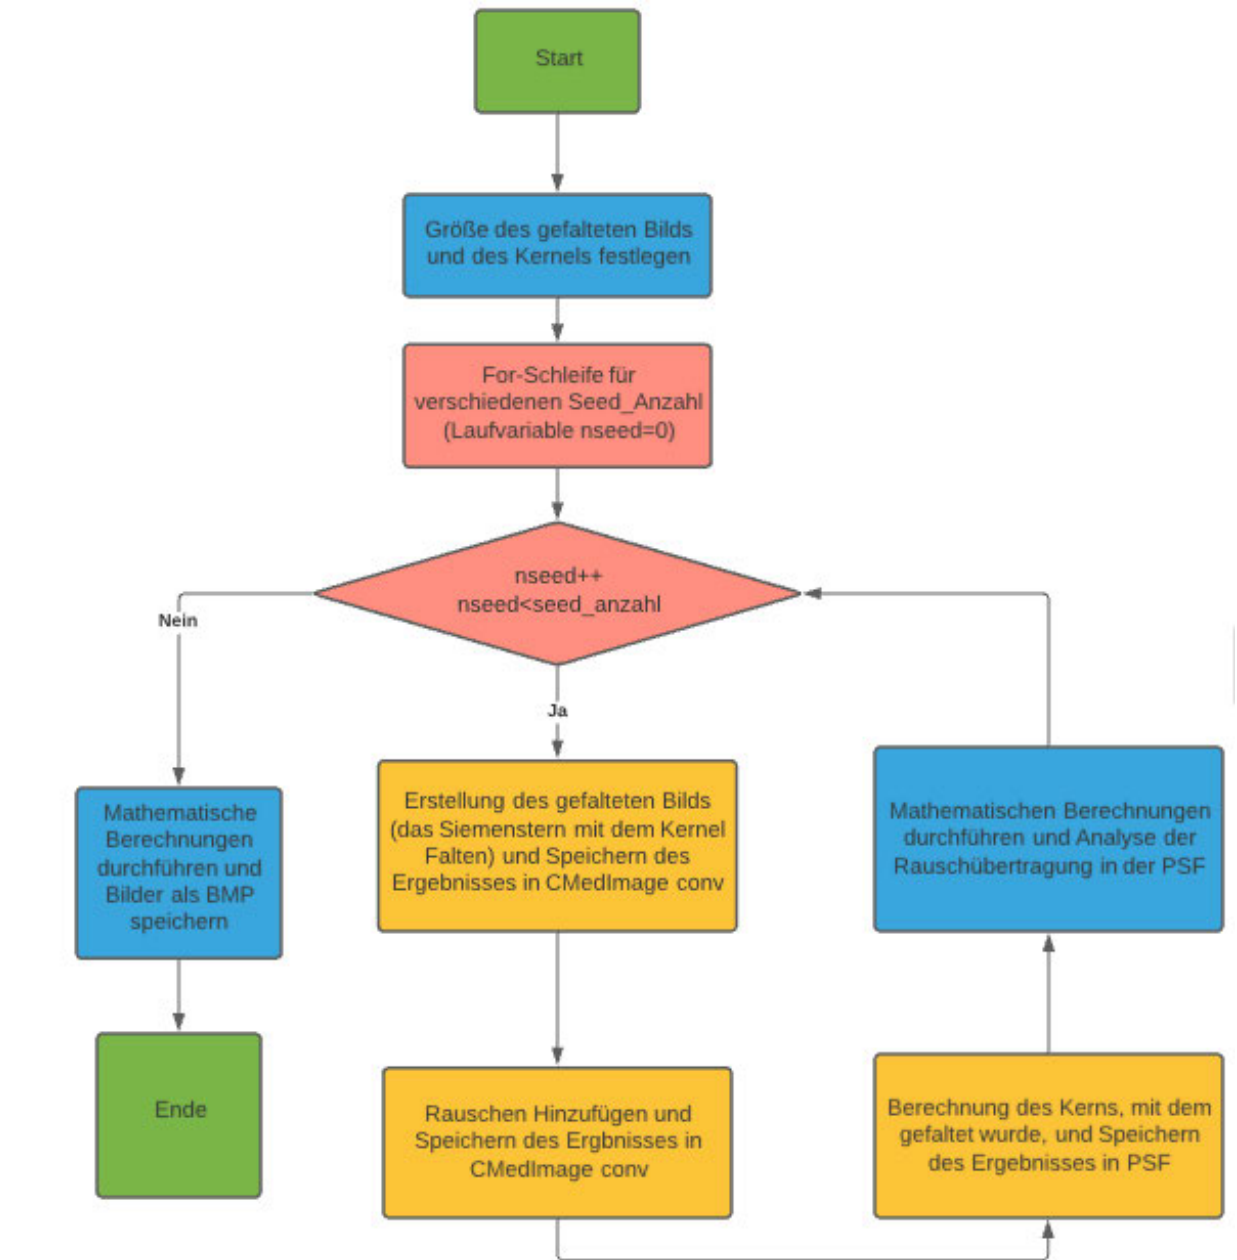 Start
Größe des gefalteten Bilds
und des Kernels festlegen
For-Schleife für
verschiedenen Seed_Anzahl
(Laufvariable nseed=0)
nseed++
nseed<seed_anzahl
Nein
Ja
Mathematische
Berechnungen
durchführen und
Bilder als BMP
speichern
Erstellung des gefalteten Bilds
(das Siemenstern mit dem Kernel
Falten) und Speichern des
Ergebnisses in CMedImage conv
Mathematischen Berechnungen
durchführen und Analyse der
Rauschübertragung in der PSF
Ende
Rauschen Hinzufügen und
Speichern des Ergbnisses in
CMedImage conv
Berechnung des Kerns, mit dem
gefaltet wurde, und Speichern
des Ergebnisses in PSF